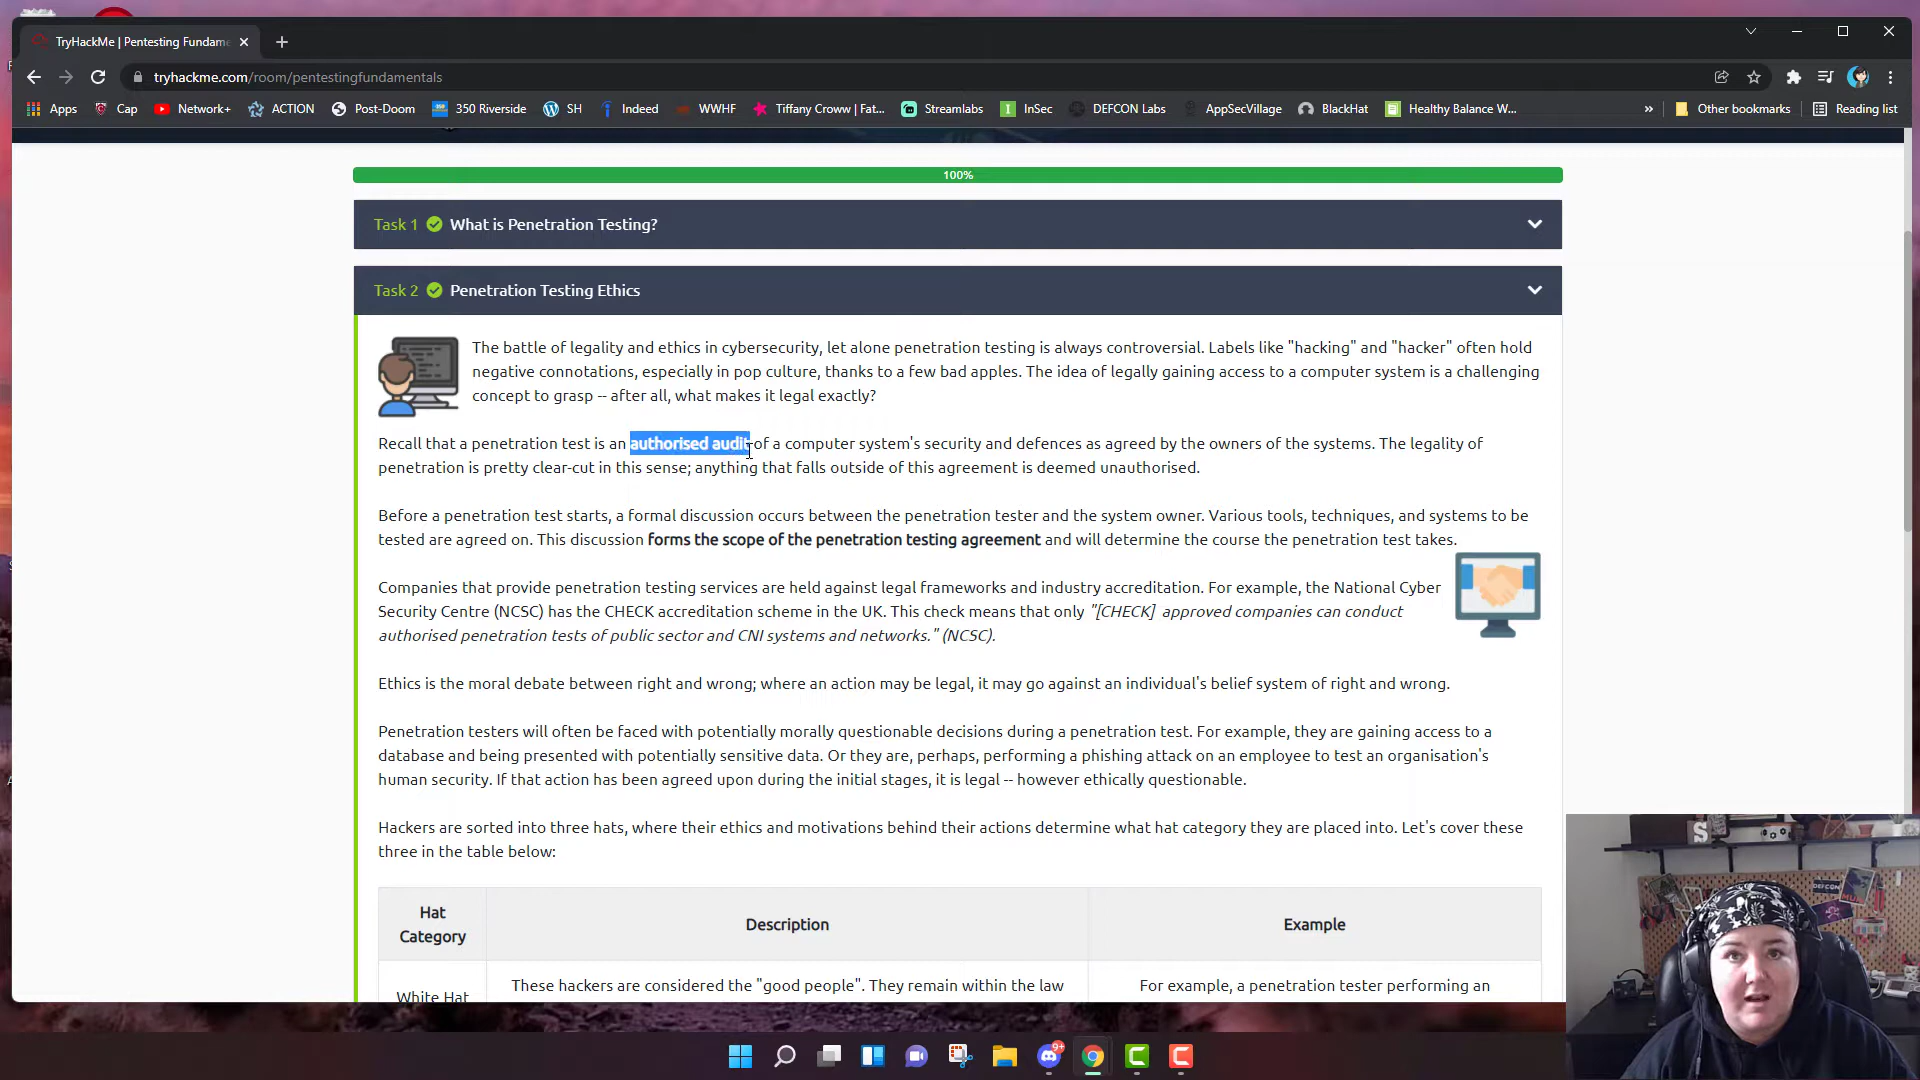 TryHackMe | Pentesting Fundam
tryhackme.com/room/pentestingfundamentals
Apps Cap Network+ ACTION Post-Doom 350 Riverside SH Indeed WWHF Tiffany Croww | Fat... Streamlabs InSec DEFCON Labs AppSecVillage BlackHat Healthy Balance W... » Other bookmarks Reading list
100%
Task 1 What is Penetration Testing?
Task 2 Penetration Testing Ethics
The battle of legality and ethics in cybersecurity, let alone penetration testing is always controversial. Labels like "hacking" and "hacker" often hold
negative connotations, especially in pop culture, thanks to a few bad apples. The idea of legally gaining access to a computer system is a challenging
concept to grasp -- after all, what makes it legal exactly?
Recall that a penetration test is an authorised audit of a computer system's security and defences as agreed by the owners of the systems. The legality of
penetration is pretty clear-cut in this sense; anything that falls outside of this agreement is deemed unauthorised.
Before a penetration test starts, a formal discussion occurs between the penetration tester and the system owner. Various tools, techniques, and systems to be
tested are agreed on. This discussion forms the scope of the penetration testing agreement and will determine the course the penetration test takes.
Companies that provide penetration testing services are held against legal frameworks and industry accreditation. For example, the National Cyber
Security Centre (NCSC) has the CHECK accreditation scheme in the UK. This check means that only "[CHECK] approved companies can conduct
authorised penetration tests of public sector and CNI systems and networks." (NCSC).
Ethics is the moral debate between right and wrong; where an action may be legal, it may go against an individual's belief system of right and wrong.
Penetration testers will often be faced with potentially morally questionable decisions during a penetration test. For example, they are gaining access to a
database and being presented with potentially sensitive data. Or they are, perhaps, performing a phishing attack on an employee to test an organisation's
human security. If that action has been agreed upon during the initial stages, it is legal -- however ethically questionable.
Hackers are sorted into three hats, where their ethics and motivations behind their actions determine what hat category they are placed into. Let's cover these
three in the table below:
Hat
Category
Description
Example
White Hat
These hackers are considered the "good people". They remain within the law
For example, a penetration tester performing an
9+
DEFCON